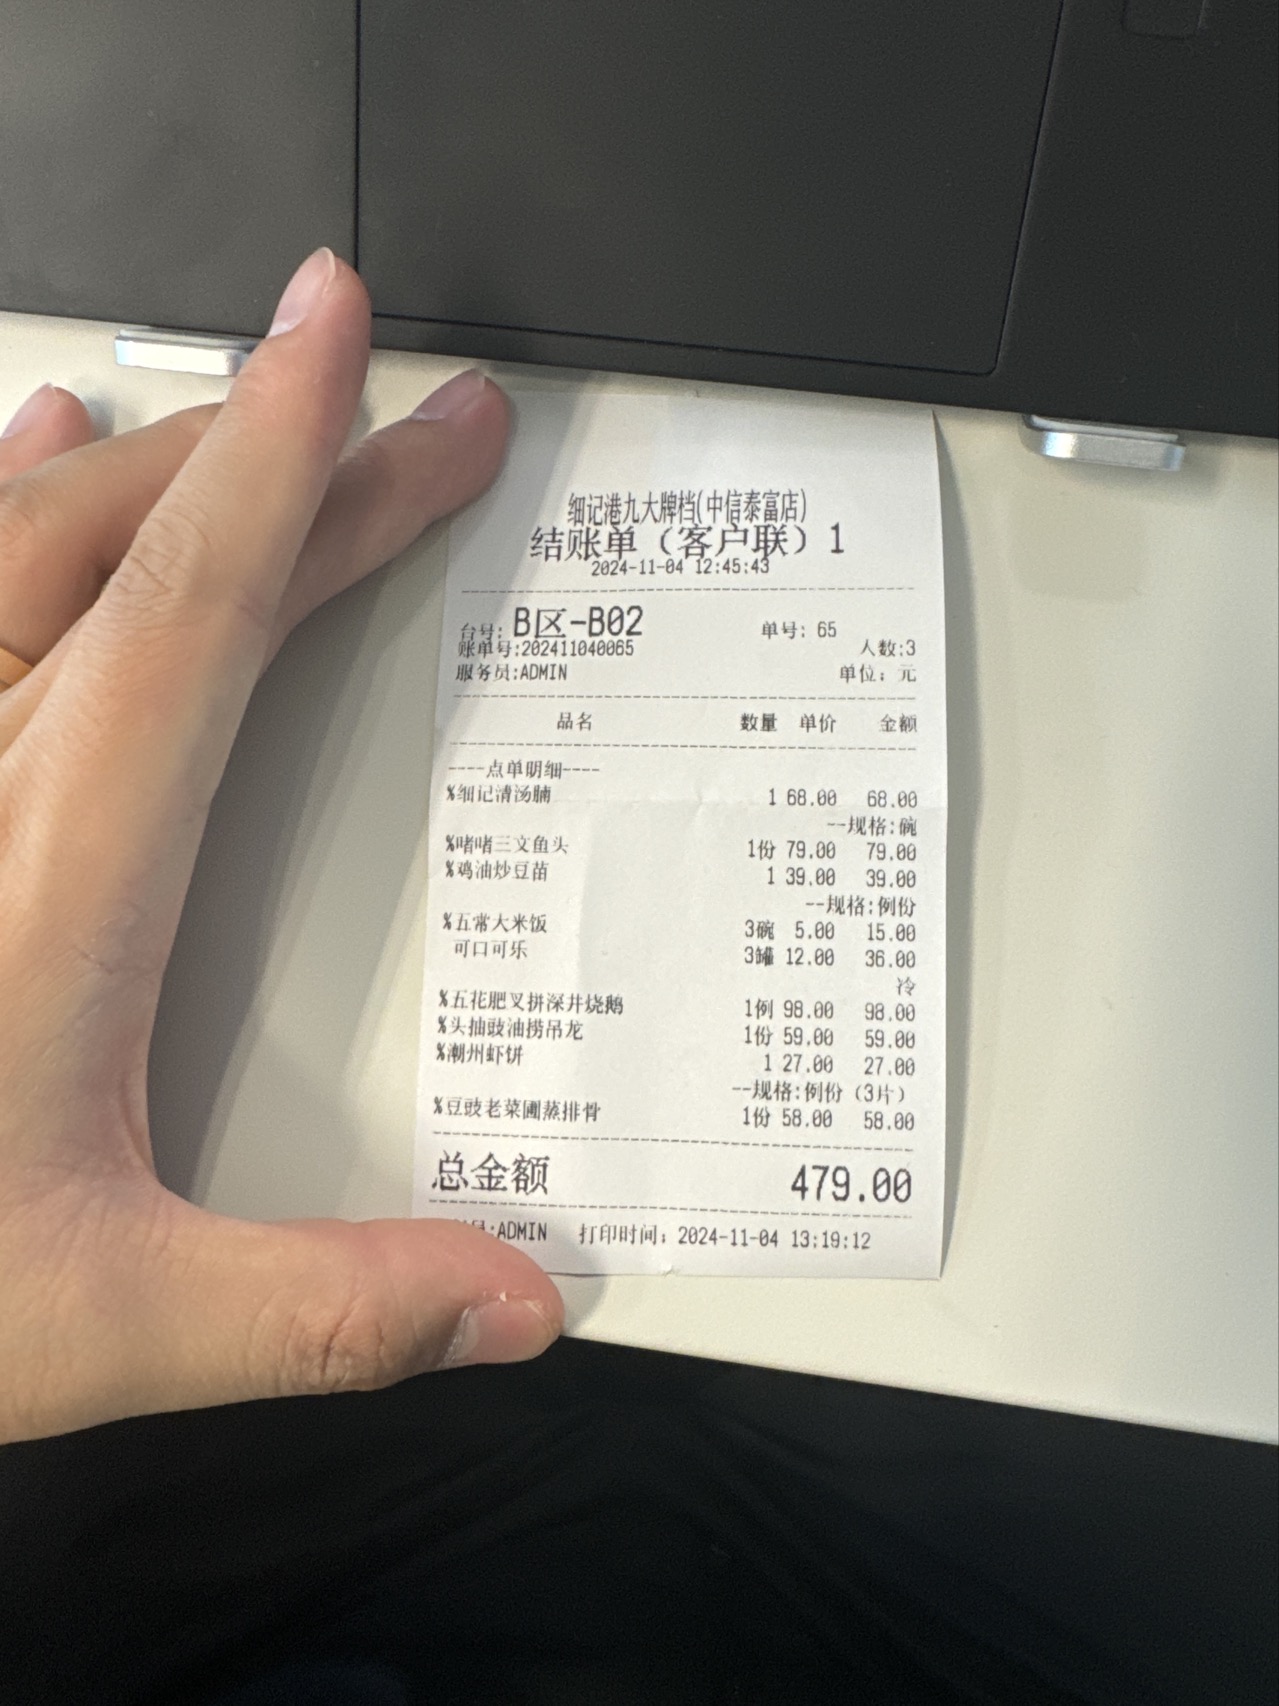 细记港九大牌档(中信泰富店)
结账单（客户联）1
2024-11-04 12:45:43
台号: B区-B02 单号: 65
账单号:202411040065 人数:3
服务员:ADMIN 单位：元
品名 数量 单价 金额
----点单明细----
%细记清汤腩 1 68.00 68.00
--规格:碗
%啫啫三文鱼头 1份 79.00 79.00
%鸡油炒豆苗 1 39.00 39.00
--规格:例份
%五常大米饭 3碗 5.00 15.00
可口可乐 3罐 12.00 36.00
冷
%五花肥叉拼深井烧鹅 1例 98.00 98.00
%头抽豉油捞吊龙 1份 59.00 59.00
%潮州虾饼 1 27.00 27.00
--规格:例份（3片）
%豆豉老菜圃蒸排骨 1份 58.00 58.00
总金额 479.00
:ADMIN 打印时间：2024-11-04 13:19:12